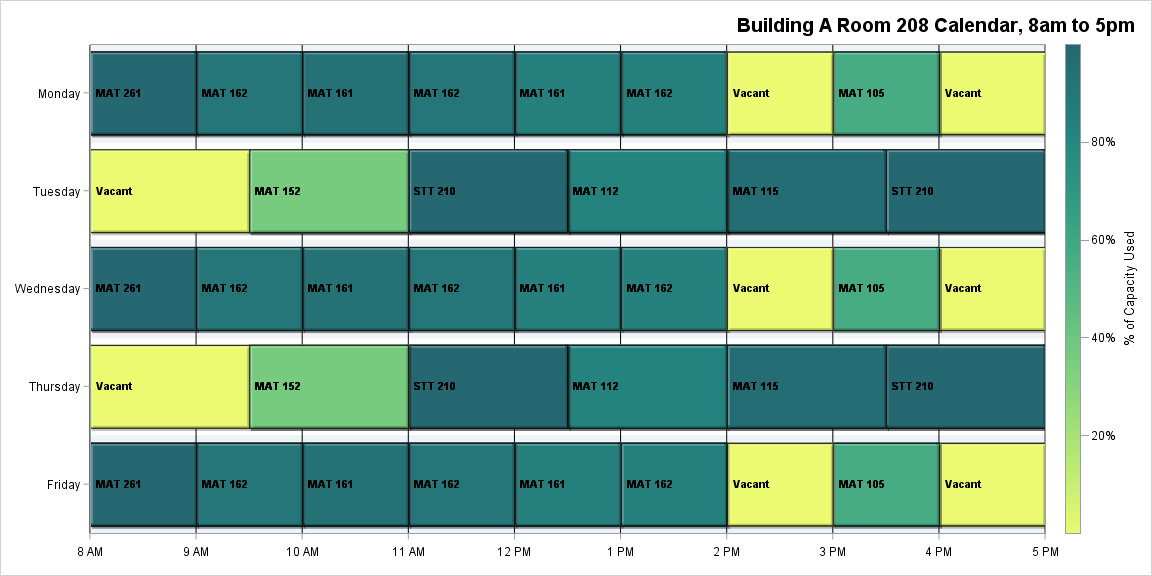 Building A Room 208 Calendar, 8am to 5pm
Monday MAT 261 MAT 162 MAT 161 MAT 162 MAT 161 MAT 162 Vacant MAT 105 Vacant
Tuesday Vacant MAT 152 STT 210 MAT 112 MAT 115 STT 210
Wednesday MAT 261 MAT 162 MAT 161 MAT 162 MAT 161 MAT 162 Vacant MAT 105 Vacant
Thursday Vacant MAT 152 STT 210 MAT 112 MAT 115 STT 210
Friday MAT 261 MAT 162 MAT 161 MAT 162 MAT 161 MAT 162 Vacant MAT 105 Vacant
8 AM 9 AM 10 AM 11 AM 12 PM 1 PM 2 PM 3 PM 4 PM 5 PM
80%
60%
40%
20%
% of Capacity Used